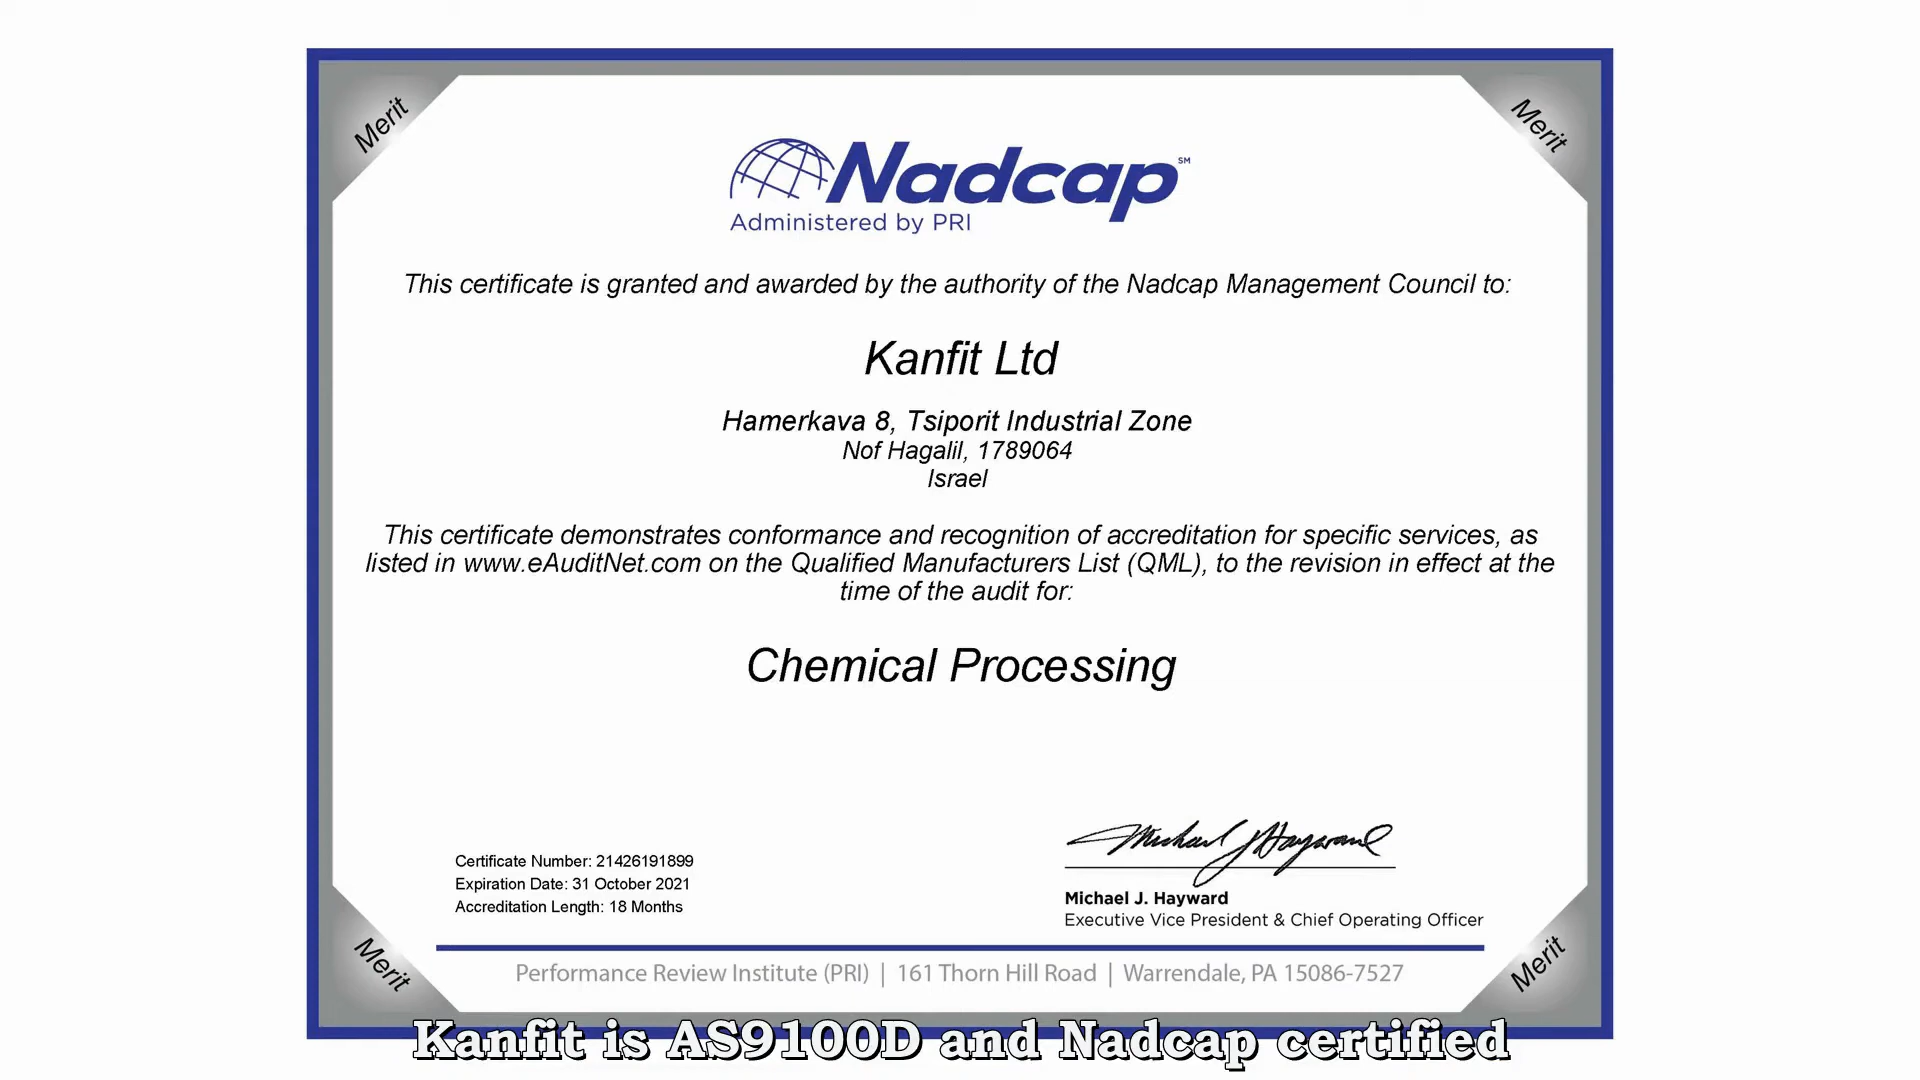 Merit
Merit
Nadcap℠
Administered by PRI
This certificate is granted and awarded by the authority of the Nadcap Management Council to:
Kanfit Ltd
Hamerkava 8, Tsiporit Industrial Zone
Nof Hagalil, 1789064
Israel
This certificate demonstrates conformance and recognition of accreditation for specific services, as
listed in www.eAuditNet.com on the Qualified Manufacturers List (QML), to the revision in effect at the
time of the audit for:
Chemical Processing
Michael J Hayward
Certificate Number: 21426191899
Expiration Date: 31 October 2021
Accreditation Length: 18 Months
Michael J. Hayward
Executive Vice President & Chief Operating Officer
Merit
Merit
Performance Review Institute (PRI) | 161 Thorn Hill Road | Warrendale, PA 15086-7527
Kanfit is AS9100D and Nadcap certified